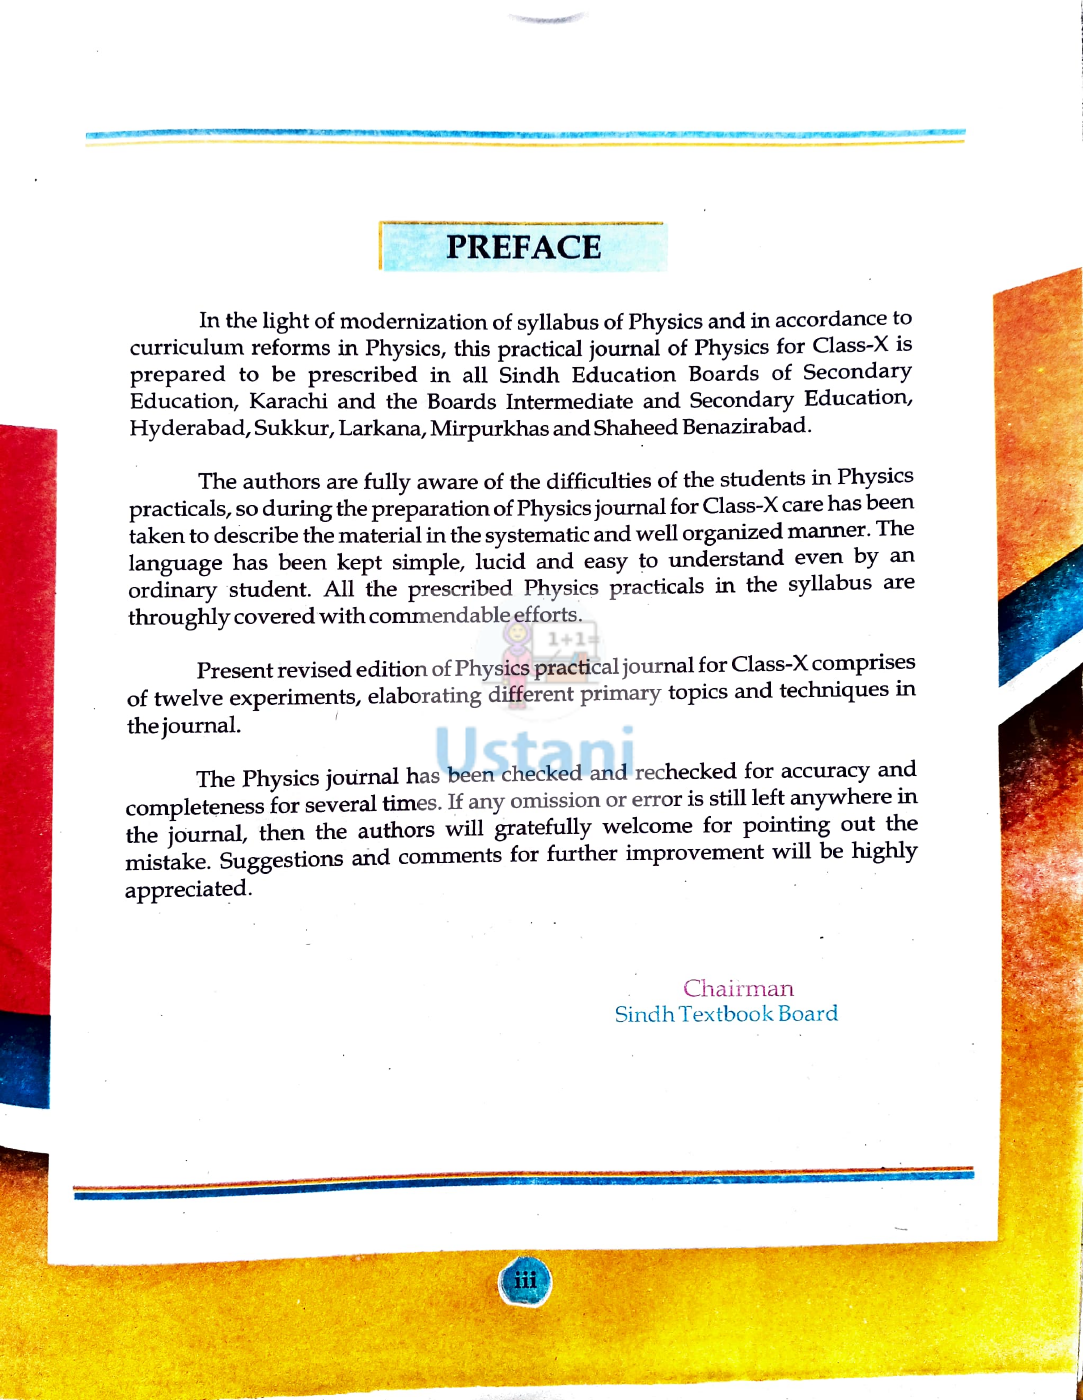 PREFACE
In the light of modernization of syllabus of Physics and in accordance to
curriculum reforms in Physics, this practical journal of Physics for Class-X is
prepared to be prescribed in all Sindh Education Boards of Secondary
Education, Karachi and the Boards Intermediate and Secondary Education,
Hyderabad, Sukkur, Larkana, Mirpurkhas and Shaheed Benazirabad.
The authors are fully aware of the difficulties of the students in Physics
practicals, so during the preparation of Physics journal for Class-X care has been
taken to describe the material in the systematic and well organized manner. The
language has been kept simple, lucid and easy to understand even by an
ordinary student. All the prescribed Physics practicals in the syllabus are
throughly covered with commendable efforts.
1+1=
Present revised edition of Physics practical journal for Class-X comprises
of twelve experiments, elaborating different primary topics and techniques in
the journal.
Ustani
The Physics journal has been checked and rechecked for accuracy and
completeness for several times. If any omission or error is still left anywhere in
the journal, then the authors will gratefully welcome for pointing out the
mistake. Suggestions and comments for further improvement will be highly
appreciated.
Chairman
Sindh Textbook Board
iii